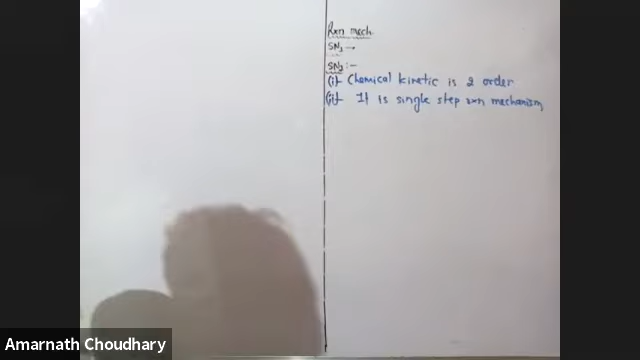 Rxn mech
SN1 →
SN2 :-
(i) Chemical kinetic is 2 order
(ii) It is single step rxn mechanism
Amarnath Choudhary